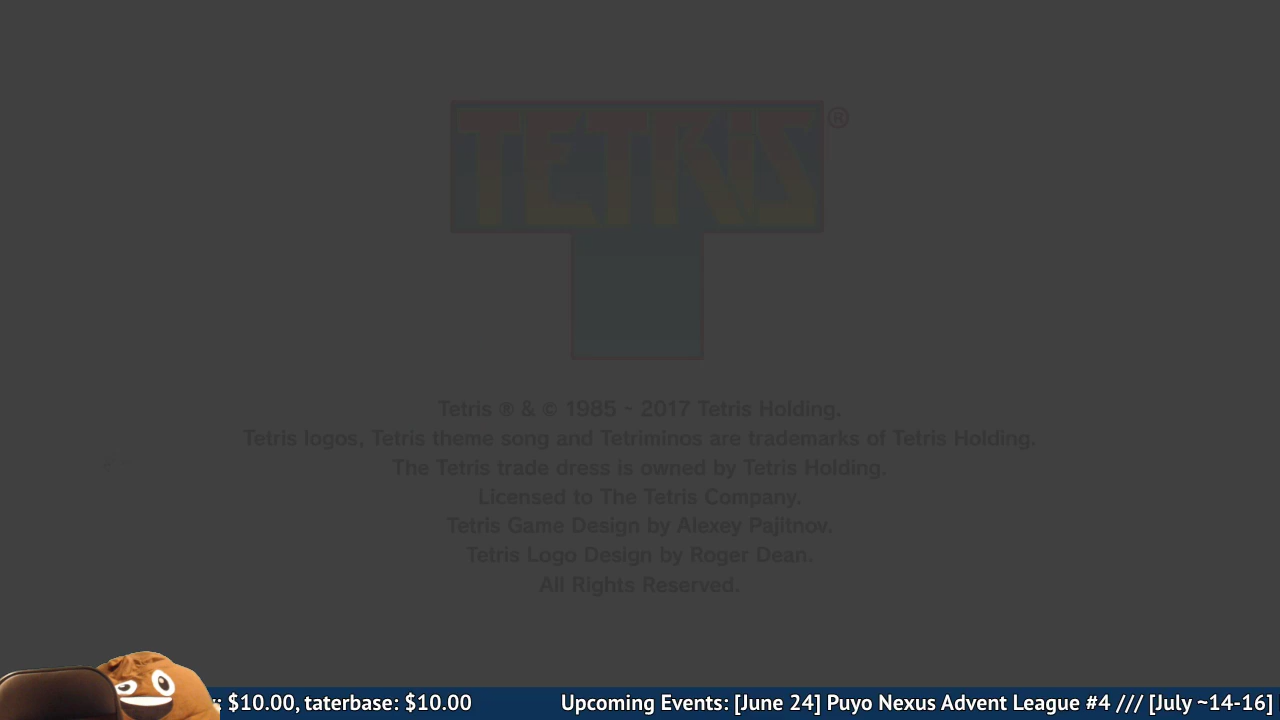 TETRIS ®
Tetris ® & © 1985 ~ 2017 Tetris Holding.
Tetris logos, Tetris theme song and Tetriminos are trademarks of Tetris Holding.
The Tetris trade dress is owned by Tetris Holding.
Licensed to The Tetris Company.
Tetris Game Design by Alexey Pajitnov.
Tetris Logo Design by Roger Dean.
All Rights Reserved.
: $10.00, taterbase: $10.00 Upcoming Events: [June 24] Puyo Nexus Advent League #4 /// [July ~14-16]